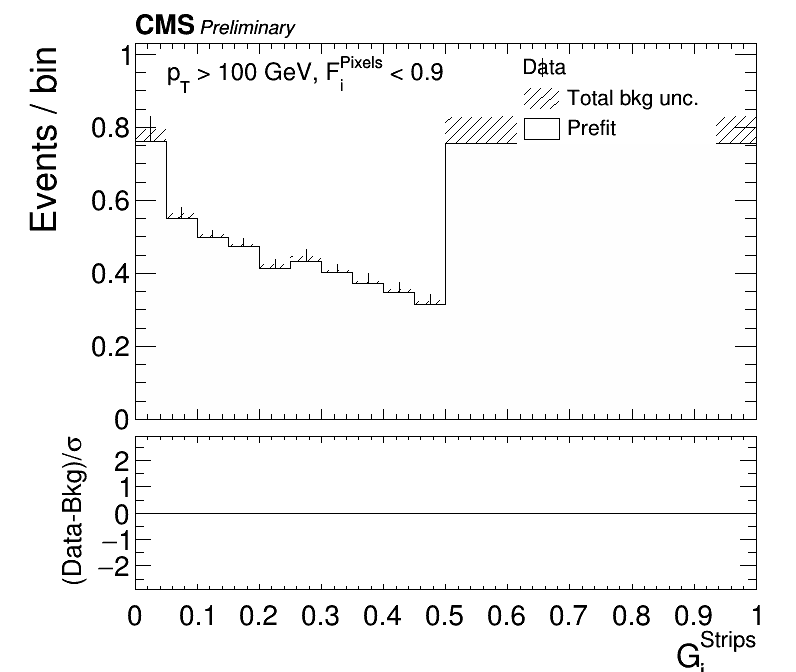 CMS Preliminary
Events / bin
1
0.8
0.6
0.4
0.2
0
p_T > 100 GeV, F_i^Pixels < 0.9
Data
Total bkg unc.
Prefit
(Data-Bkg)/σ
2
1
0
−1
−2
0 0.1 0.2 0.3 0.4 0.5 0.6 0.7 0.8 0.9 1
G_i^Strips